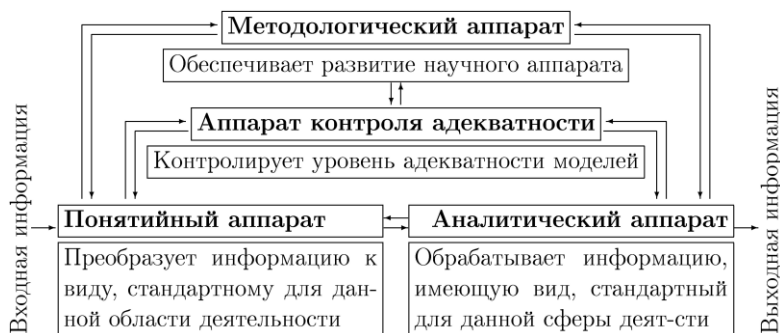 Методологический аппарат
Обеспечивает развитие научного аппарата
Аппарат контроля адекватности
Контролирует уровень адекватности моделей
Входная информация
Понятийный аппарат
Преобразует информацию к
виду, стандартному для дан-
ной области деятельности
Аналитический аппарат
Обрабатывает информацию,
имеющую вид, стандартный
для данной сферы деят-сти
Выходная информация